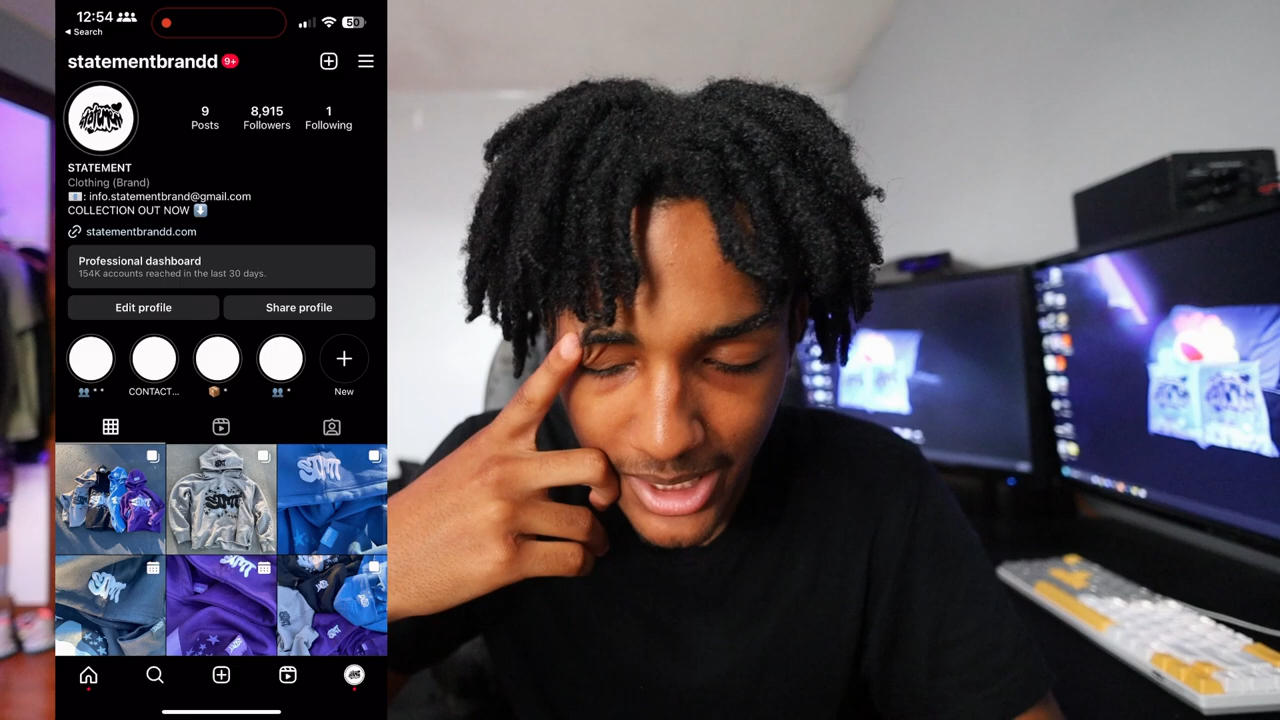 12:54
50
Search
statementbrandd 9+
9 8,915 1
Posts Followers Following
STATEMENT
Clothing (Brand)
: info.statementbrand@gmail.com
COLLECTION OUT NOW
statementbrandd.com
Professional dashboard
154K accounts reached in the last 30 days.
Edit profile Share profile
CONTACT... New
STMT